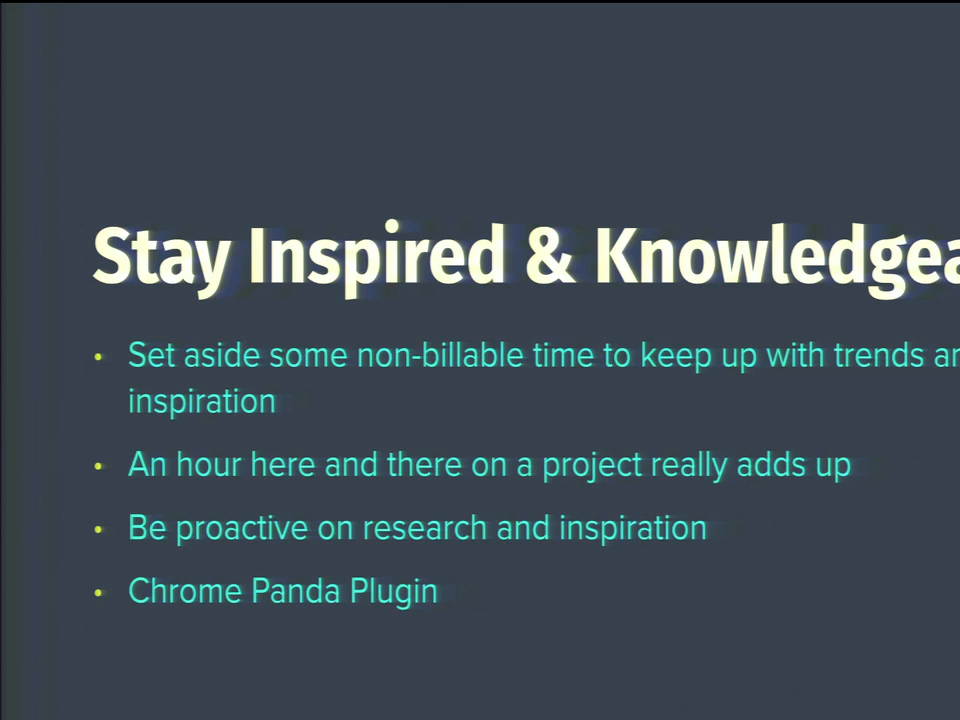 Stay Inspired & Knowledgea
• Set aside some non-billable time to keep up with trends an
inspiration
• An hour here and there on a project really adds up
• Be proactive on research and inspiration
• Chrome Panda Plugin